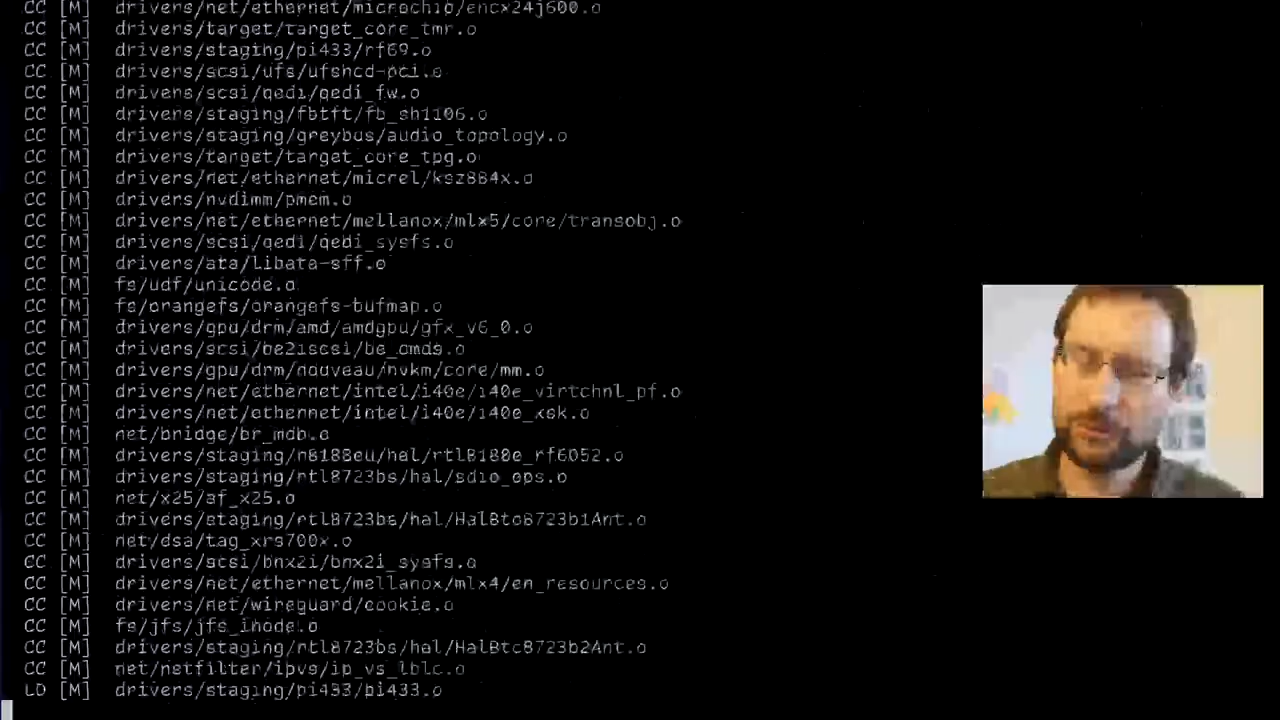 CC [M] drivers/net/ethernet/microchip/encx24j600.o
CC [M] drivers/target/target_core_tmr.o
CC [M] drivers/staging/pi433/rf69.o
CC [M] drivers/scsi/ufs/ufshcd-pci.o
CC [M] drivers/scsi/qedi/qedi_fw.o
CC [M] drivers/staging/fbtft/fb_sh1106.o
CC [M] drivers/staging/greybus/audio_topology.o
CC [M] drivers/target/target_core_tpg.o
CC [M] drivers/net/ethernet/micrel/ksz884x.o
CC [M] drivers/nvdimm/pmem.o
CC [M] drivers/net/ethernet/mellanox/mlx5/core/transobj.o
CC [M] drivers/scsi/qedi/qedi_sysfs.o
CC [M] drivers/ata/libata-sff.o
CC [M] fs/udf/unicode.o
CC [M] fs/orangefs/orangefs-bufmap.o
CC [M] drivers/gpu/drm/amd/amdgpu/gfx_v6_0.o
CC [M] drivers/scsi/be2iscsi/be_cmds.o
CC [M] drivers/gpu/drm/nouveau/nvkm/core/mm.o
CC [M] drivers/net/ethernet/intel/i40e/i40e_virtchnl_pf.o
CC [M] drivers/net/ethernet/intel/i40e/i40e_xsk.o
CC [M] net/bridge/br_mdb.o
CC [M] drivers/staging/r8188eu/hal/rtl8188e_rf6052.o
CC [M] drivers/staging/rtl8723bs/hal/sdio_ops.o
CC [M] net/x25/af_x25.o
CC [M] drivers/staging/rtl8723bs/hal/HalBtc8723b1Ant.o
CC [M] net/dsa/tag_xrs700x.o
CC [M] drivers/scsi/bnx2i/bnx2i_sysfs.o
CC [M] drivers/net/ethernet/mellanox/mlx4/en_resources.o
CC [M] drivers/net/wireguard/cookie.o
CC [M] fs/jfs/jfs_inode.o
CC [M] drivers/staging/rtl8723bs/hal/HalBtc8723b2Ant.o
CC [M] net/netfilter/ipvs/ip_vs_lblc.o
LD [M] drivers/staging/pi433/pi433.o